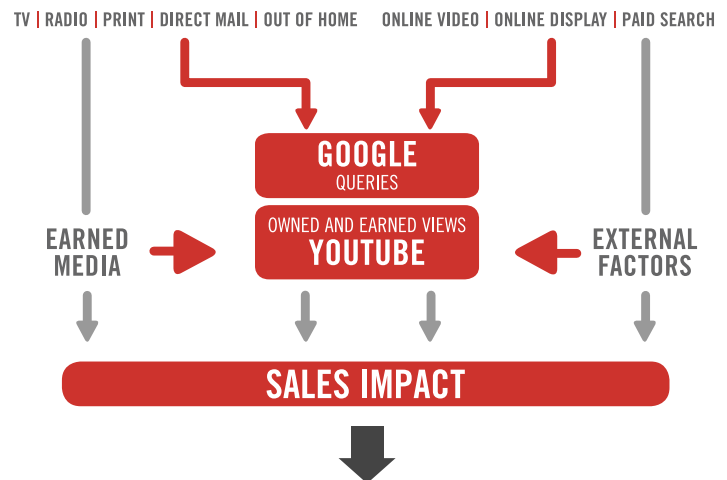 TV | RADIO | PRINT | DIRECT MAIL | OUT OF HOME
ONLINE VIDEO | ONLINE DISPLAY | PAID SEARCH
GOOGLE
QUERIES
OWNED AND EARNED VIEWS
YOUTUBE
EARNED
MEDIA
EXTERNAL
FACTORS
SALES IMPACT